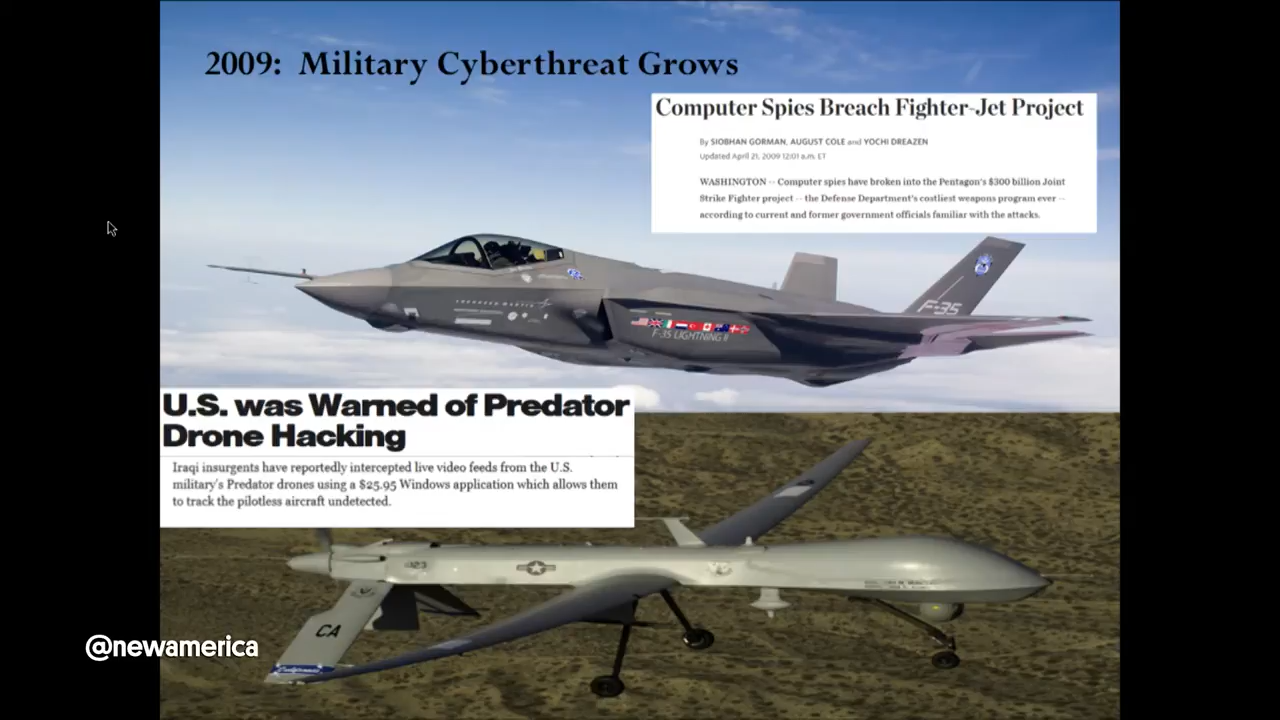 2009: Military Cyberthreat Grows
Computer Spies Breach Fighter-Jet Project
By SIOBHAN GORMAN, AUGUST COLE and YOCHI DREAZEN
Updated April 21, 2009 12:01 a.m. ET
WASHINGTON -- Computer spies have broken into the Pentagon's $300 billion Joint
Strike Fighter project -- the Defense Department's costliest weapons program ever --
according to current and former government officials familiar with the attacks.
LOCKHEED MARTIN
F-35
F-35 LIGHTNING II
U.S. was Warned of Predator
Drone Hacking
Iraqi insurgents have reportedly intercepted live video feeds from the U.S.
military's Predator drones using a $25.95 Windows application which allows them
to track the pilotless aircraft undetected.
123
CA
@newamerica